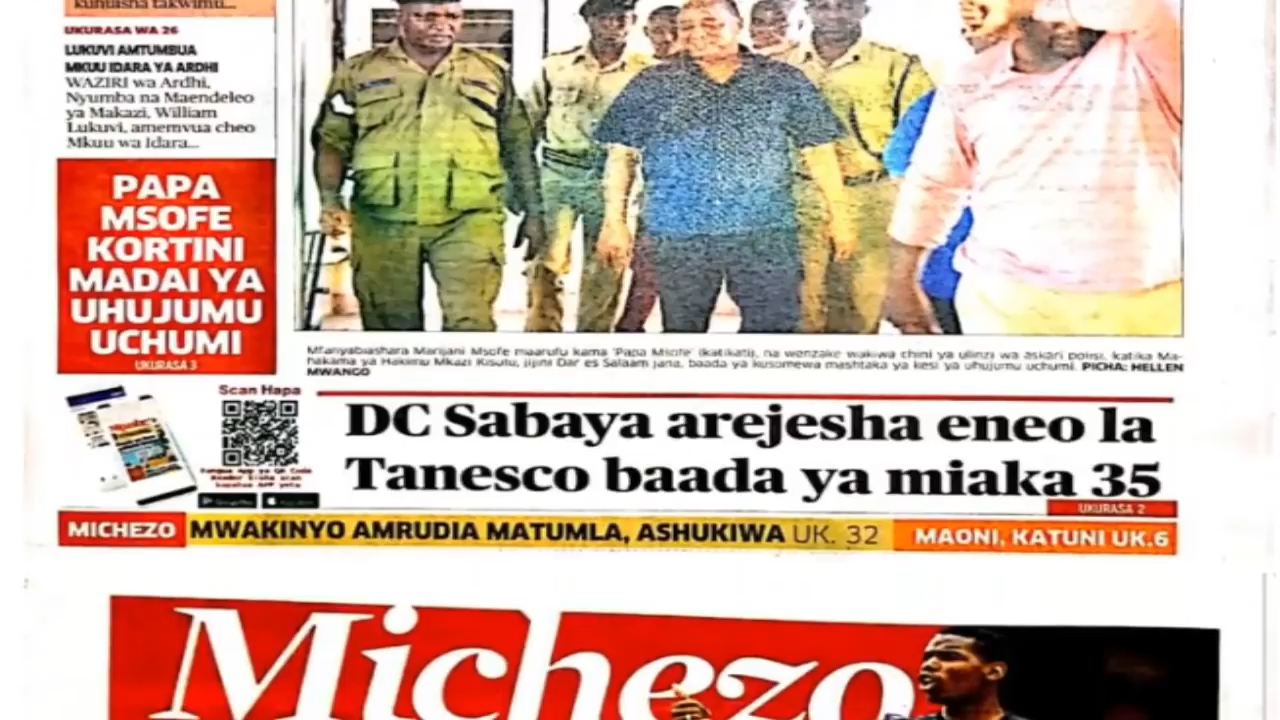 kuhusha takwimu...
UKURASA WA 26
LUKUVI AMTUMBUA
MKUU IDARA YA ARDHI
WAZIRI wa Ardhi,
Nyumba na Maendeleo
ya Makazi, William
Lukuvi, amemvua cheo
Mkuu wa Idara...
PAPA
MSOFE
KORTINI
MADAI YA
UHUJUMU
UCHUMI
UKURASA 3
Mfanyabiashara Marijani Msofe maarufu kama 'Papa Msofe' (katikati), na wenzake wakiwa chini ya ulinzi wa askari polisi, katika Ma-
hakama ya Hakimu Mkazi Kisutu, jijini Dar es Salaam jana, baada ya kusomewa mashtaka ya kesi ya uhujumu uchumi. PICHA: HELLEN
MWANGO
Scan Hapa
DC Sabaya arejesha eneo la
Tanesco baada ya miaka 35
UKURASA 2
MICHEZO MWAKINYO AMRUDIA MATUMLA, ASHUKIWA UK. 32 MAONI, KATUNI UK.6
Michezo